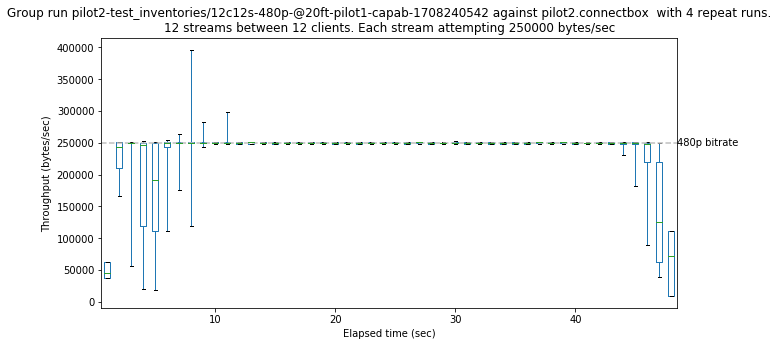 Group run pilot2-test_inventories/12c12s-480p-@20ft-pilot1-capab-1708240542 against pilot2.connectbox  with 4 repeat runs.
12 streams between 12 clients. Each stream attempting 250000 bytes/sec
Throughput (bytes/sec)
400000
350000
300000
250000
200000
150000
100000
50000
0
480p bitrate
10
20
30
40
Elapsed time (sec)